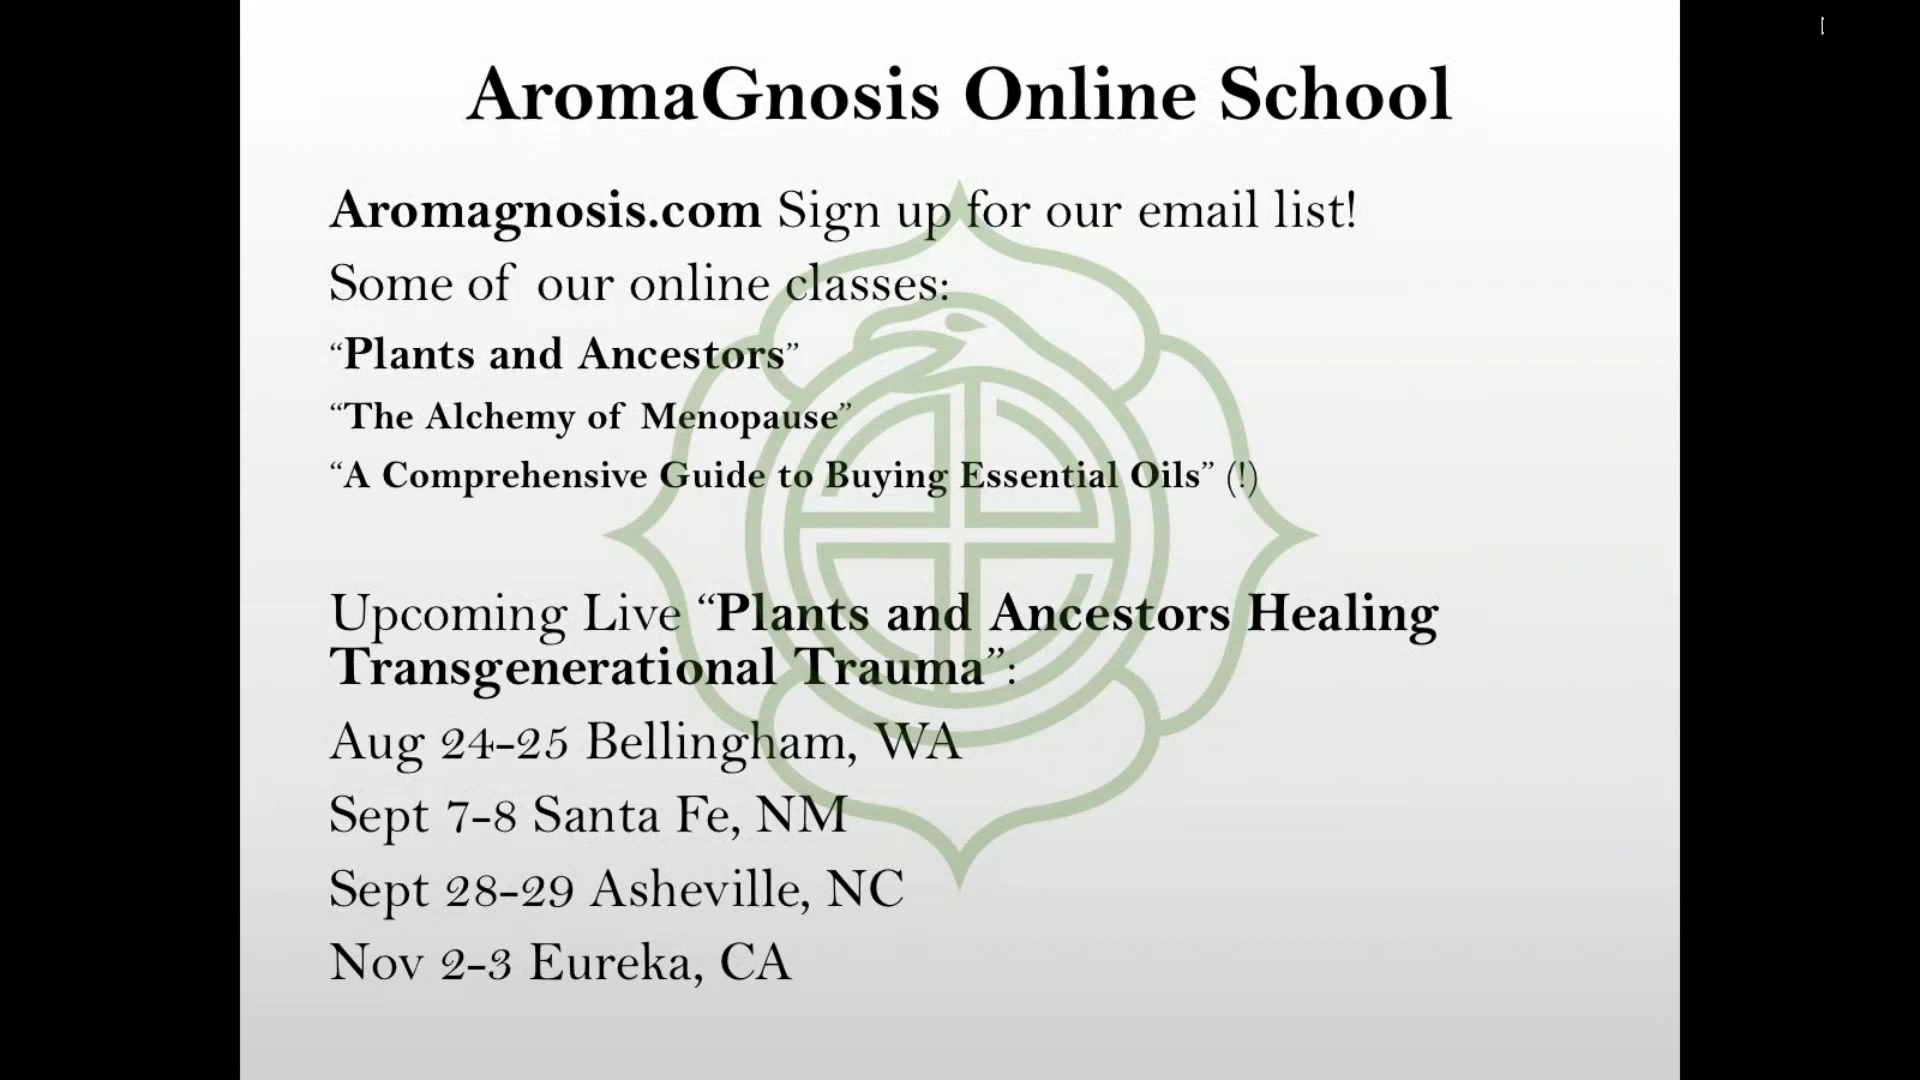 AromaGnosis Online School
Aromagnosis.com Sign up for our email list!
Some of our online classes:
“Plants and Ancestors”
“The Alchemy of Menopause”
“A Comprehensive Guide to Buying Essential Oils” (!)
Upcoming Live “Plants and Ancestors Healing
Transgenerational Trauma”:
Aug 24-25 Bellingham, WA
Sept 7-8 Santa Fe, NM
Sept 28-29 Asheville, NC
Nov 2-3 Eureka, CA